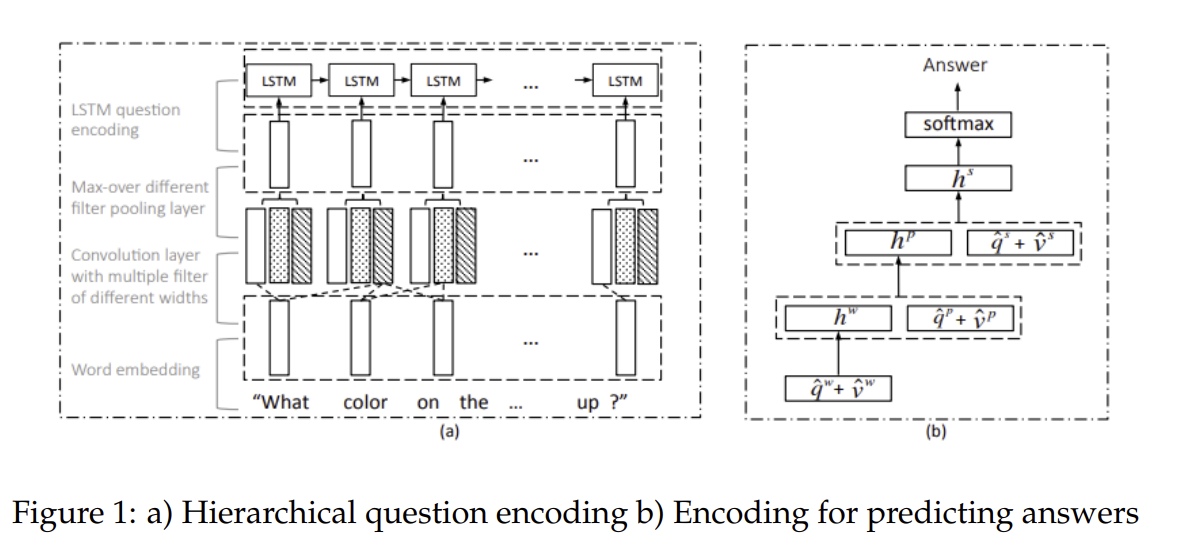 LSTM LSTM LSTM ... LSTM
LSTM question
encoding
...
Max-over different
filter pooling layer
Convolution layer
with multiple filter
of different widths
...
...
Word embedding
“What color on the ... up ?”
(a)
Answer
softmax
h^s
h^p q̂^s + v̂^s
h^w q̂^p + v̂^p
q̂^w + v̂^w
(b)
Figure 1: a) Hierarchical question encoding b) Encoding for predicting answers